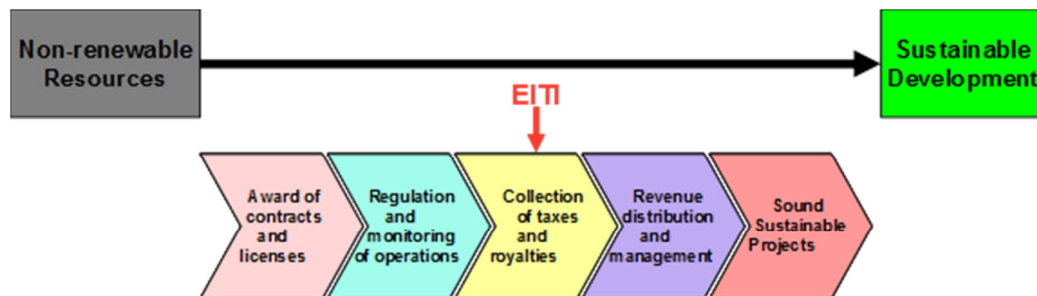 Non-renewable
Resources
Sustainable
Development
EITI
Award of
contracts
and
licenses
Regulation
and
monitoring
of operations
Collection
of taxes
and
royalties
Revenue
distribution
and
management
Sound
Sustainable
Projects